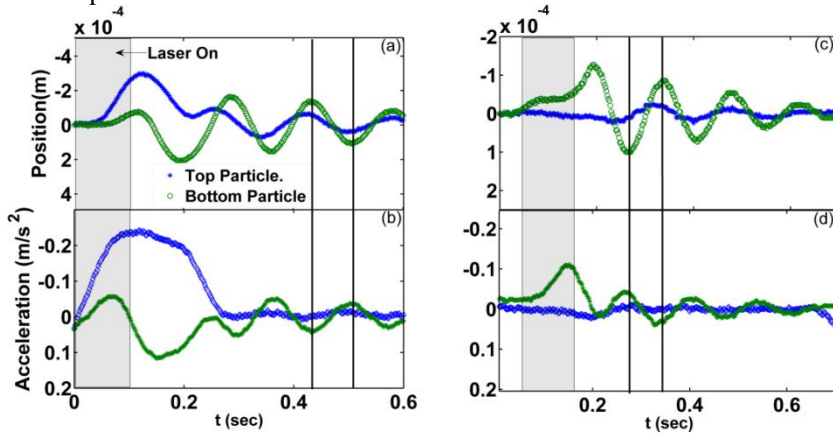 x 10 -4
x 10 -4
(a)
Laser On
-4
-2
0
2
4
Position(m)
Top Particle.
Bottom Particle
-2
-1
0
1
2
(c)
(b)
-0.2
-0.1
0
0.1
0.2
Acceleration (m/s 2
)
0
0.2
0.4
0.6
t (sec)
(d)
-0.2
-0.1
0
0.1
0.2
0.2
0.4
0.6
t (sec)